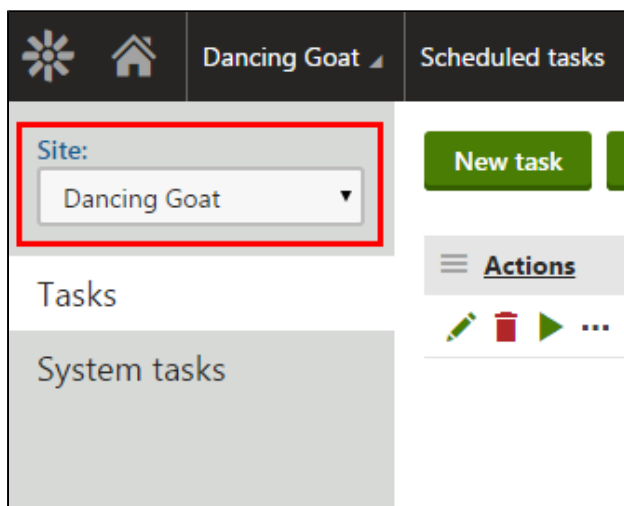 Dancing Goat
Scheduled tasks
Site:
Dancing Goat
Tasks
System tasks
New task
Actions